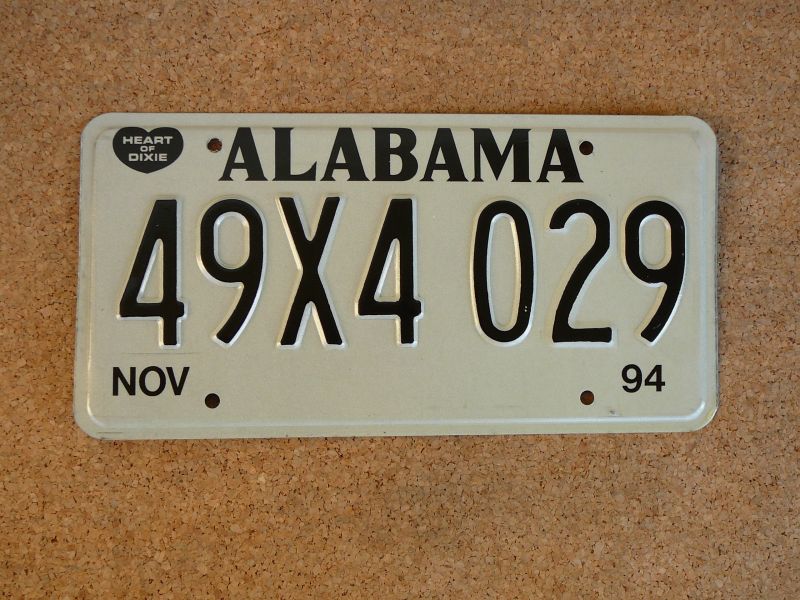 HEART
OF
DIXIE
ALABAMA
49X4 029
NOV 94